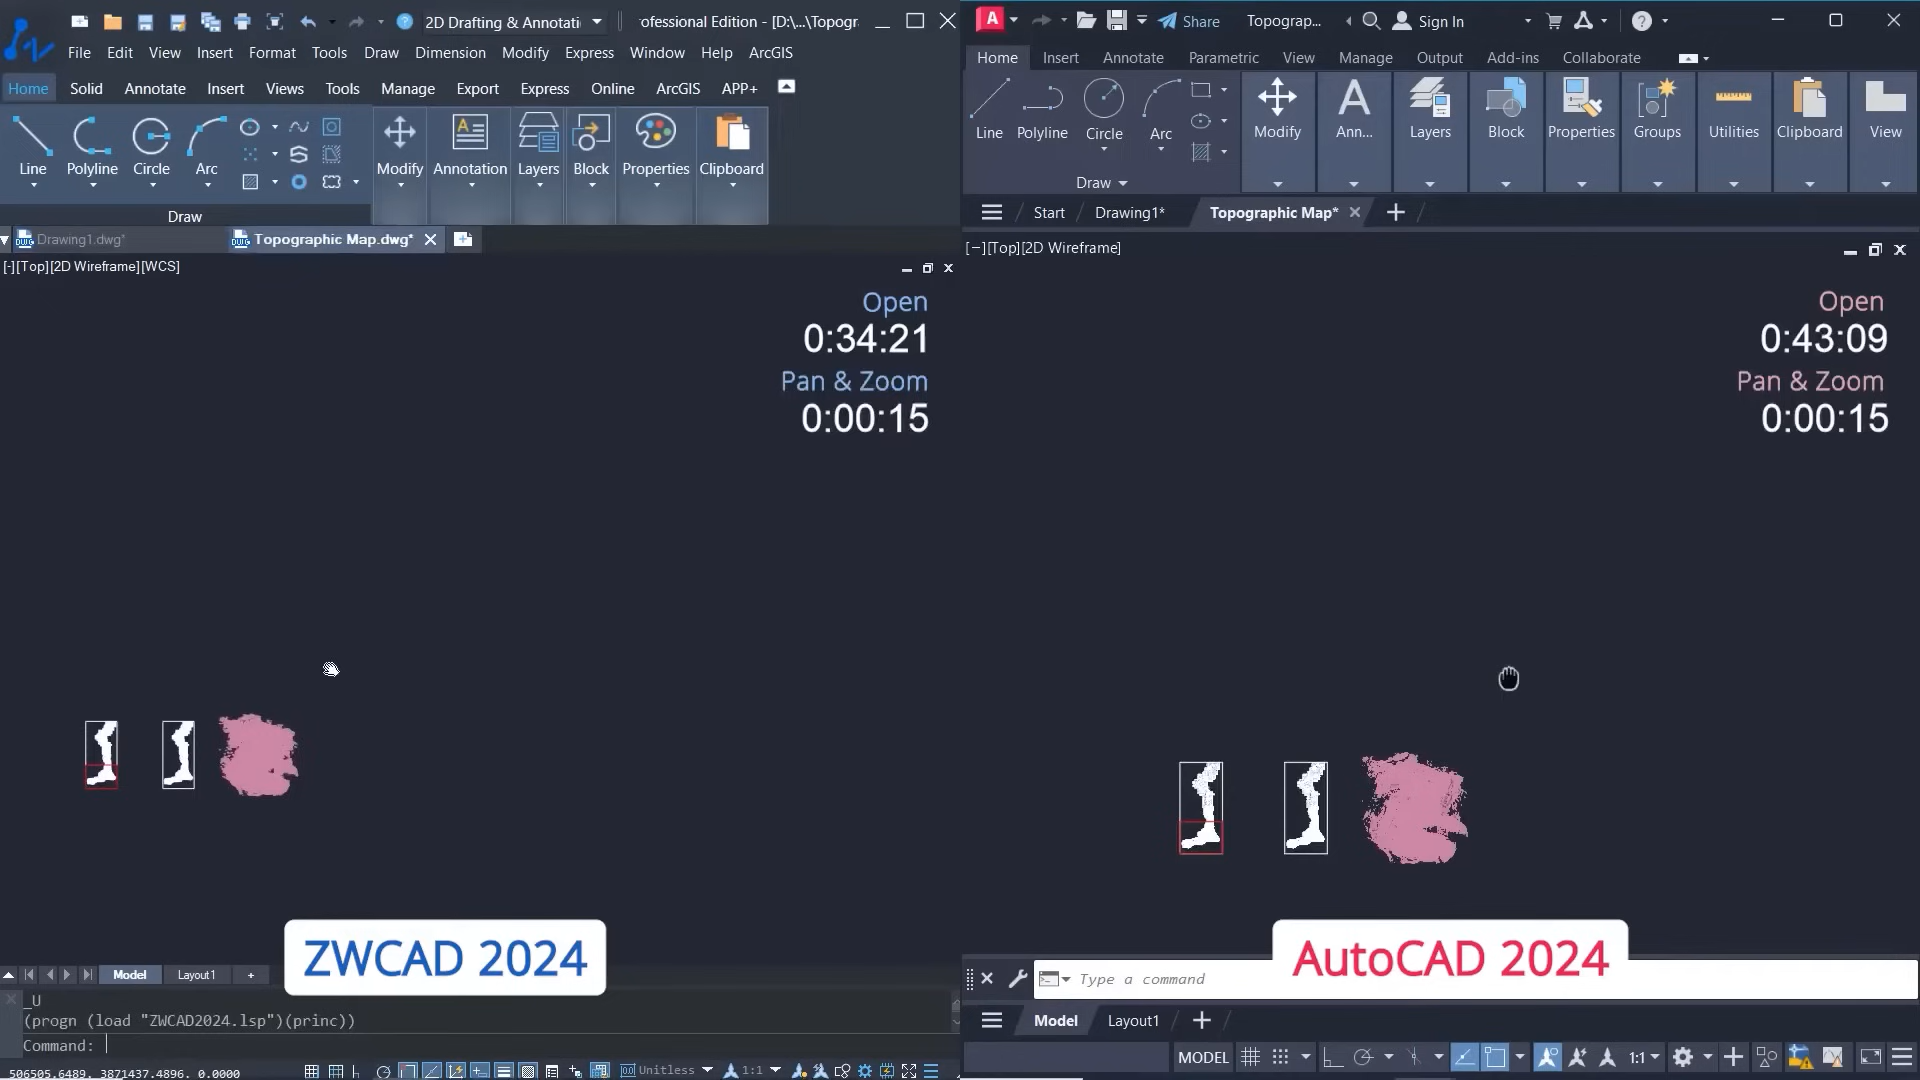 2D Drafting & Annotati
ofessional Edition - [D:\...\Topogr
File Edit View Insert Format Tools Draw Dimension Modify Express Window Help ArcGIS
Home Solid Annotate Insert Views Tools Manage Export Express Online ArcGIS APP+
Line Polyline Circle Arc
Modify Annotation Layers Block Properties Clipboard
Draw
Drawing1.dwg* Topographic Map.dwg*
[-][Top][2D Wireframe][WCS]
Open
0:34:21
Pan & Zoom
0:00:15
ZWCAD 2024
Model Layout1 +
_U
(progn (load "ZWCAD2024.lsp")(princ))
Command:
506505.6489, 3871437.4896, 0.0000
Unitless 1:1
A Share Topograp... Sign In
Home Insert Annotate Parametric View Manage Output Add-ins Collaborate
Line Polyline Circle Arc
Modify Ann... Layers Block Properties Groups Utilities Clipboard View
Draw
Start Drawing1* Topographic Map*
[−][Top][2D Wireframe]
Open
0:43:09
Pan & Zoom
0:00:15
AutoCAD 2024
Type a command
Model Layout1
MODEL 1:1